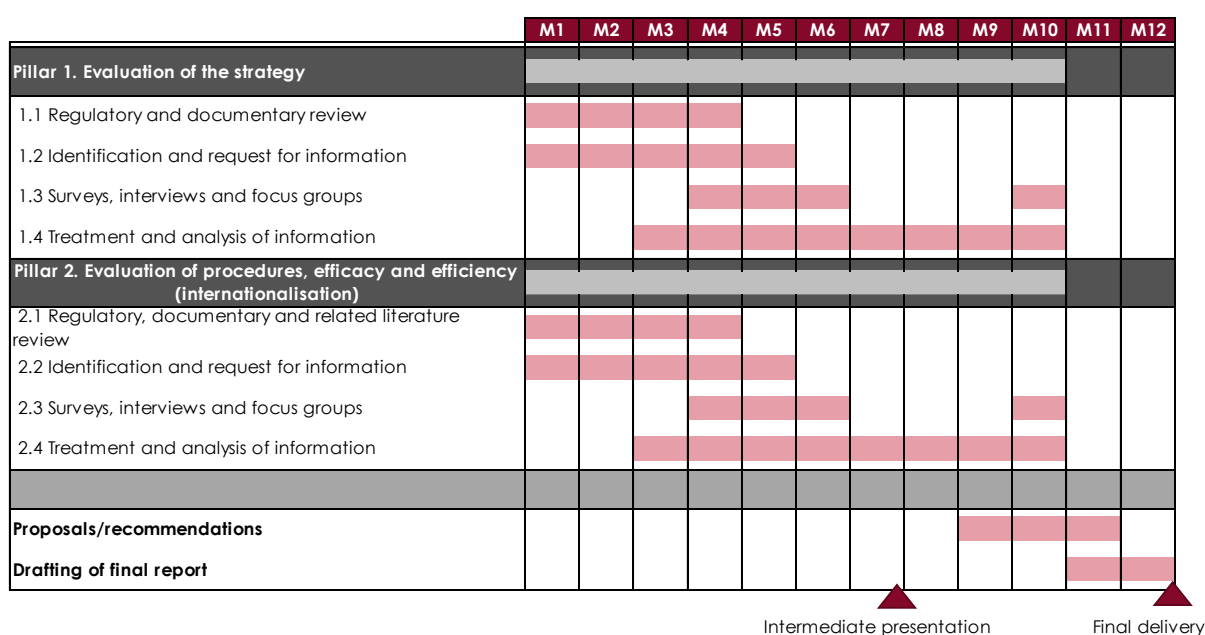 M1 M2 M3 M4 M5 M6 M7 M8 M9 M10 M11 M12
Pillar 1. Evaluation of the strategy
1.1 Regulatory and documentary review
1.2 Identification and request for information
1.3 Surveys, interviews and focus groups
1.4 Treatment and analysis of information
Pillar 2. Evaluation of procedures, efficacy and efficiency
(internationalisation)
2.1 Regulatory, documentary and related literature
review
2.2 Identification and request for information
2.3 Surveys, interviews and focus groups
2.4 Treatment and analysis of information
Proposals/recommendations
Drafting of final report
Intermediate presentation
Final delivery